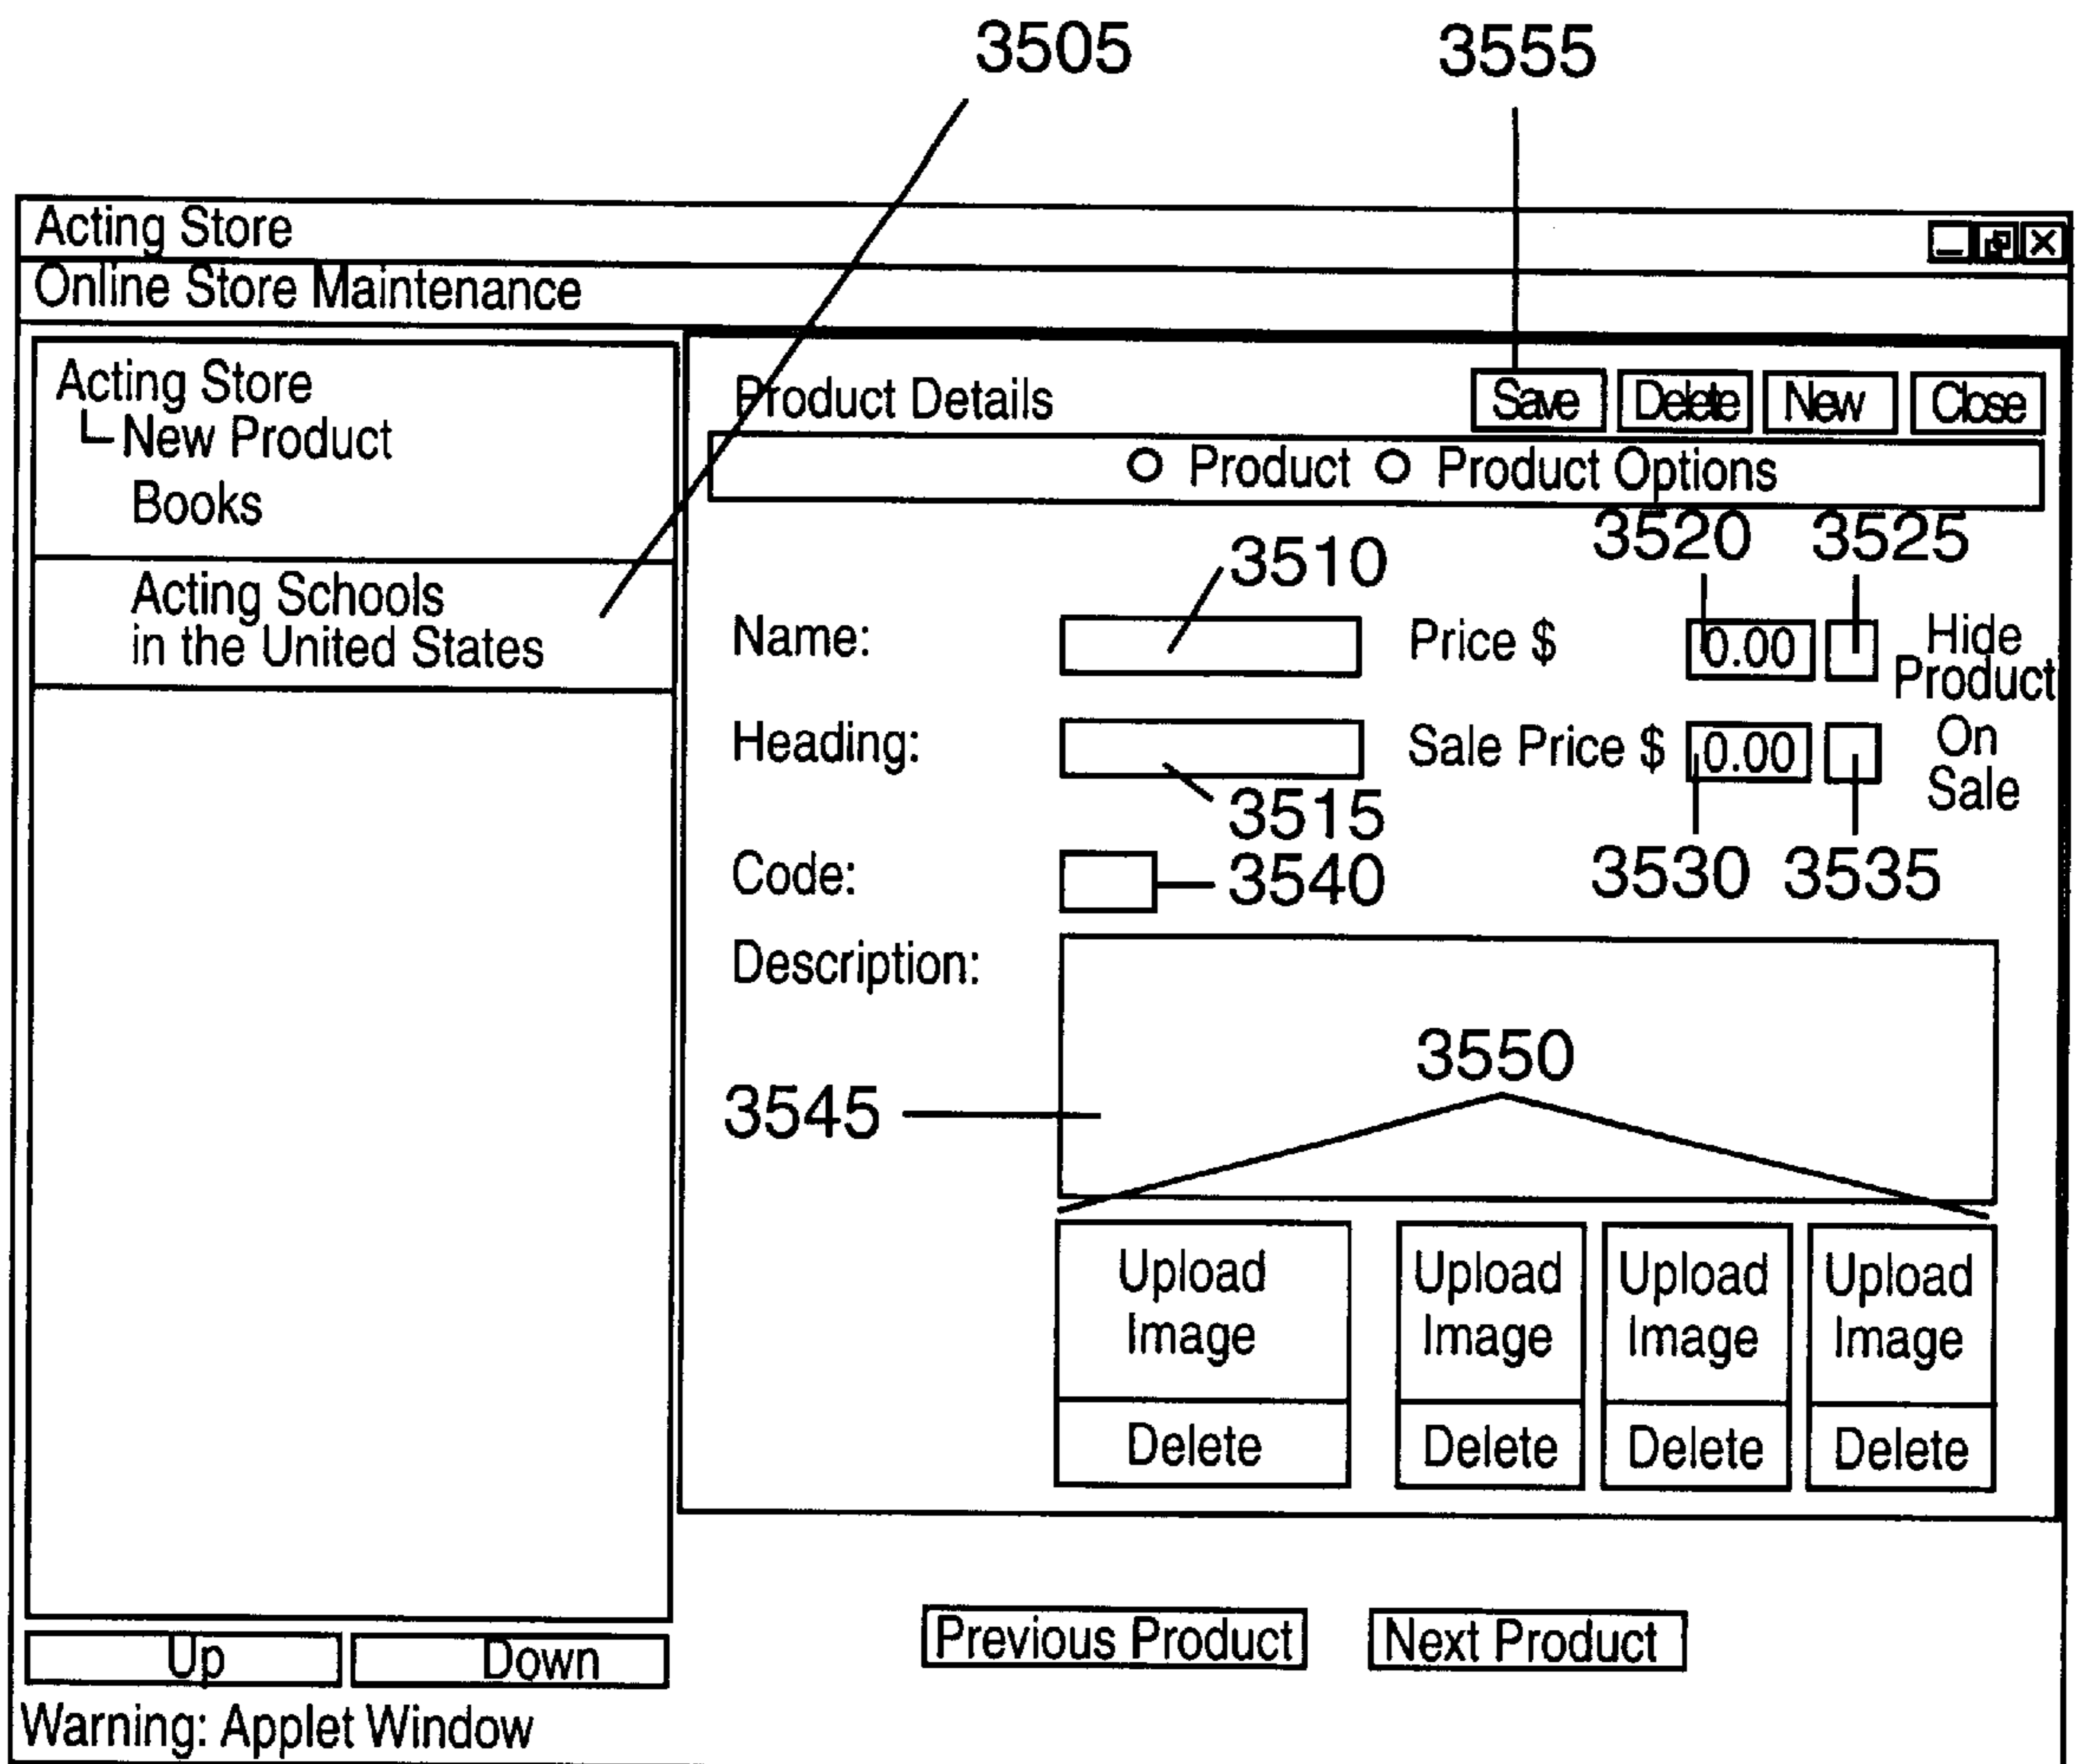 3505 3555
Acting Store
Online Store Maintenance
Acting Store
New Product
Books
Acting Schools
in the United States
Up Down
Warning: Applet Window
Product Details Save Delete New Close
Product Product Options
3520 3525
3510
Name: Price $ 0.00 Hide
Product
Heading: Sale Price $ 0.00 On
Sale
3515
Code: 3540 3530 3535
Description:
3550
3545
Upload Upload Upload Upload
Image Image Image Image
Delete Delete Delete Delete
Previous Product Next Product